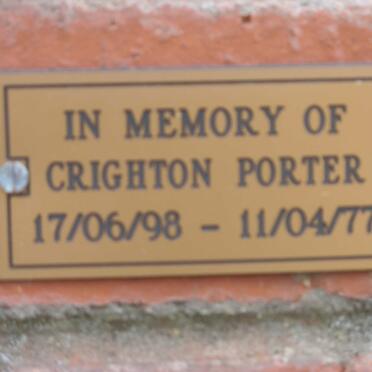 IN MEMORY OF
CRIGHTON PORTER
17/06/98 - 11/04/77